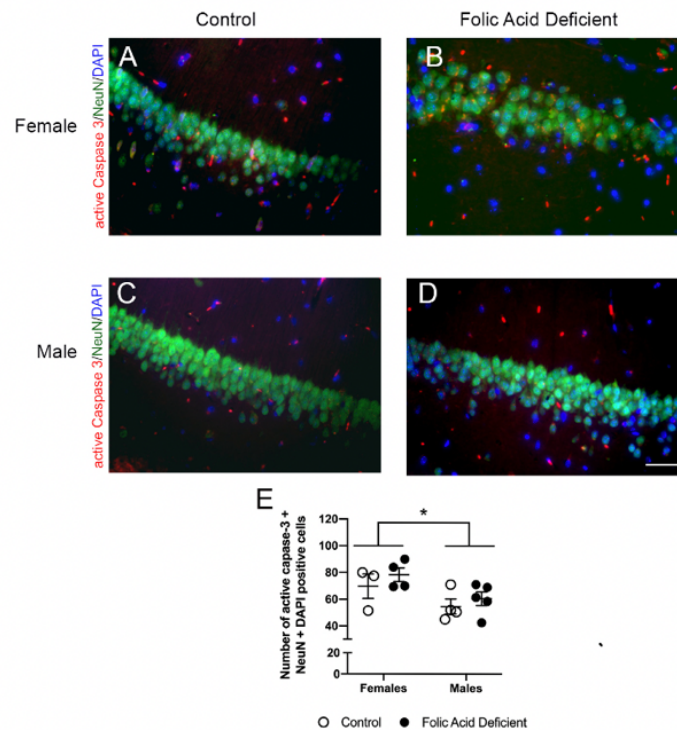 Control
Folic Acid Deficient
A
B
Female
active Caspase 3/NeuN/DAPI
C
D
Male
active Caspase 3/NeuN/DAPI
E
Number of active capase-3 +
NeuN + DAPI positive cells
120
100
80
60
40
20
0
*
Females
Males
Control
Folic Acid Deficient